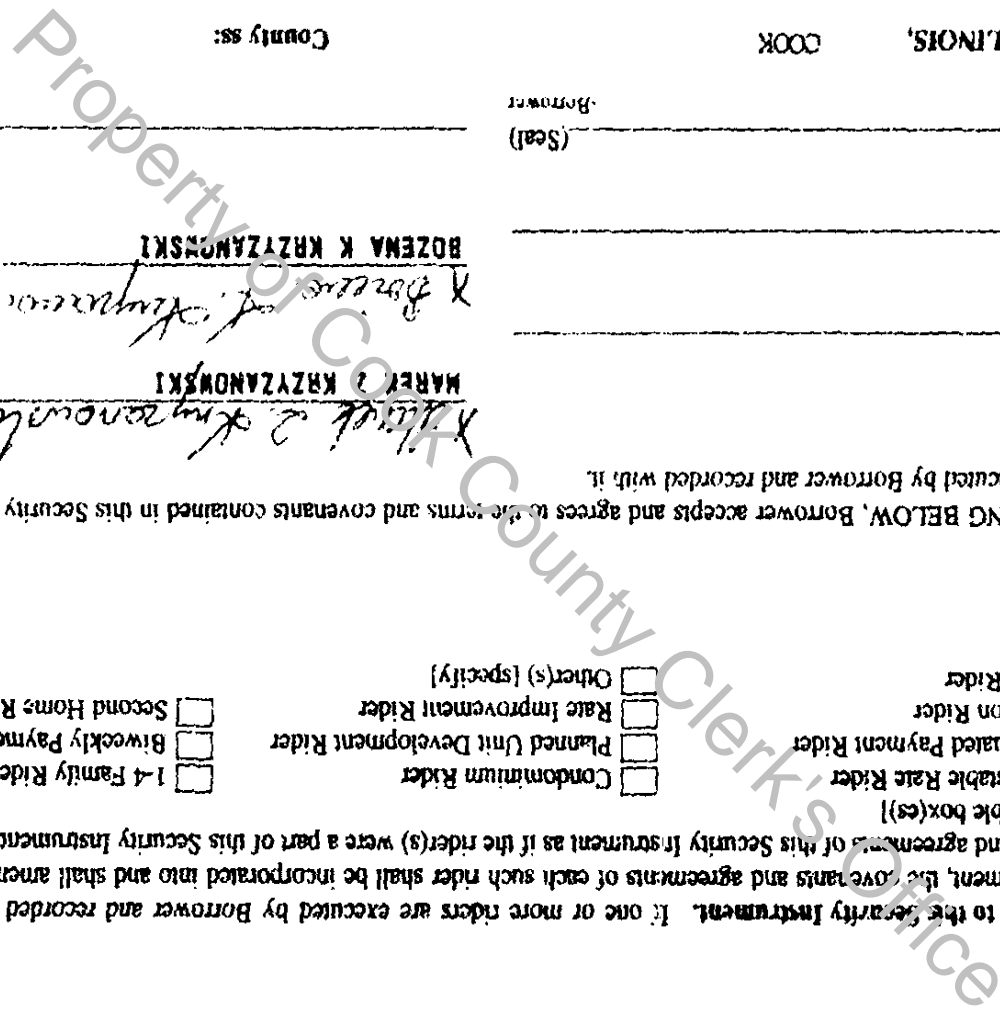 to this Security Instrument. If one or more riders are executed by Borrower and recorded
ment, the covenants and agreements of each such rider shall be incorporated into and shall amen
nd agreements of this Security Instrument as if the rider(s) were a part of this Security Instrument
ble box(es)]
stable Rate Rider Condominium Rider 1-4 Family Ride
uated Payment Rider Planned Unit Development Rider Biweekly Payme
on Rider Rate Improvement Rider Second Home R
Rider Other(s) [specify]
NG BELOW, Borrower accepts and agrees to the terms and covenants contained in this Security
cuted by Borrower and recorded with it.
X Marek Z. Krzyzanowski
MAREK Z KRZYZANOWSKI
X Bozena K. Krzyzanow
BOZENA K KRZYZANOWSKI
(Seal)
-Borrower
LINOIS, COOK County ss:
Property of Cook County Clerk's Office